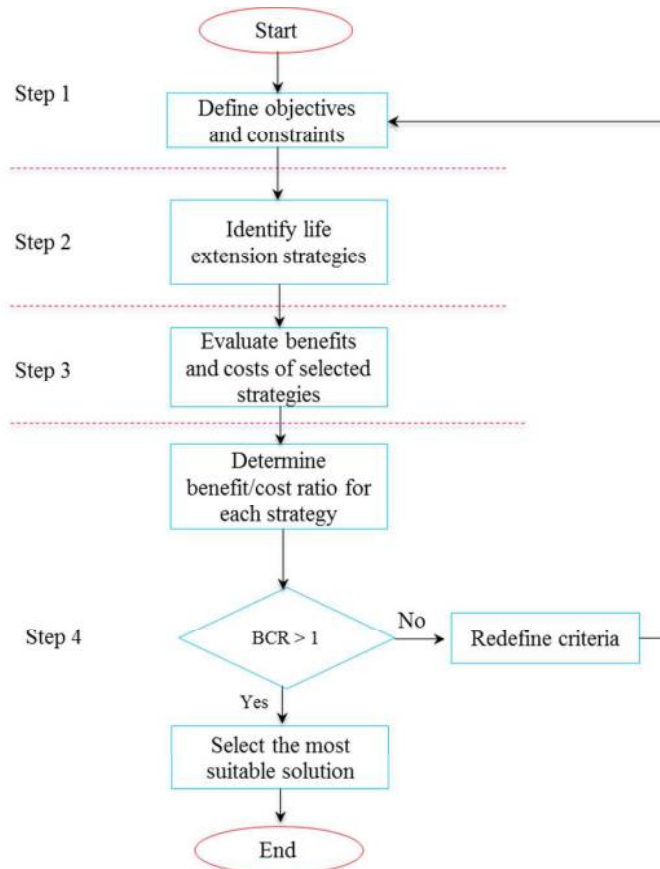 Start
Step 1
Define objectives
and constraints
Step 2
Identify life
extension strategies
Step 3
Evaluate benefits
and costs of selected
strategies
Determine
benefit/cost ratio for
each strategy
Step 4
BCR > 1
No
Redefine criteria
Yes
Select the most
suitable solution
End